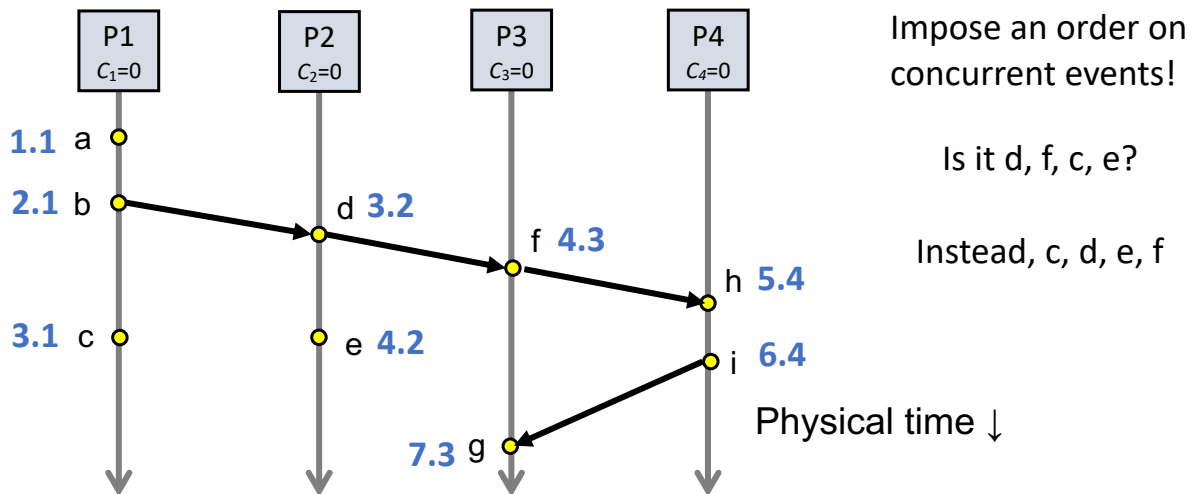 P1
C₁=0
P2
C₂=0
P3
C₃=0
P4
C₄=0
Impose an order on
concurrent events!
1.1 a
Is it d, f, c, e?
2.1 b
d 3.2
f 4.3
Instead, c, d, e, f
h 5.4
3.1 c
e 4.2
i 6.4
Physical time ↓
7.3 g